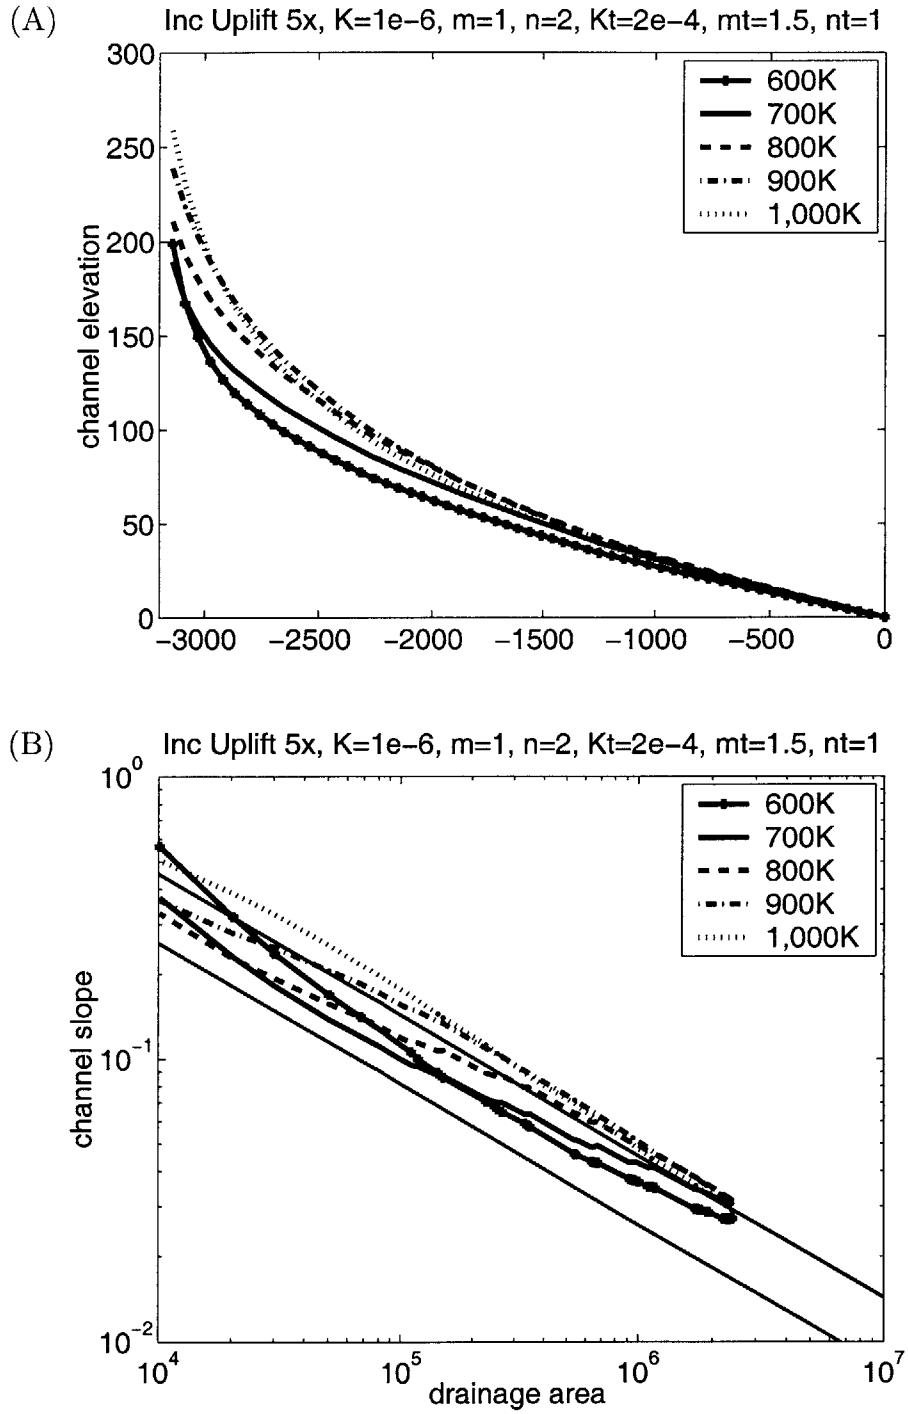 (A)
Inc Uplift 5x, K=1e-6, m=1, n=2, Kt=2e-4, mt=1.5, nt=1
300
250
200
150
100
50
0
channel elevation
600K
700K
800K
900K
1,000K
-3000 -2500 -2000 -1500 -1000 -500 0
(B)
Inc Uplift 5x, K=1e-6, m=1, n=2, Kt=2e-4, mt=1.5, nt=1
10^0
10^-1
10^-2
channel slope
600K
700K
800K
900K
1,000K
10^4 10^5 10^6 10^7
drainage area